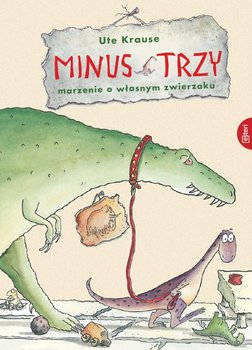 Ute Krause
MINUS TRZY
marzenie o własnym zwierzaku